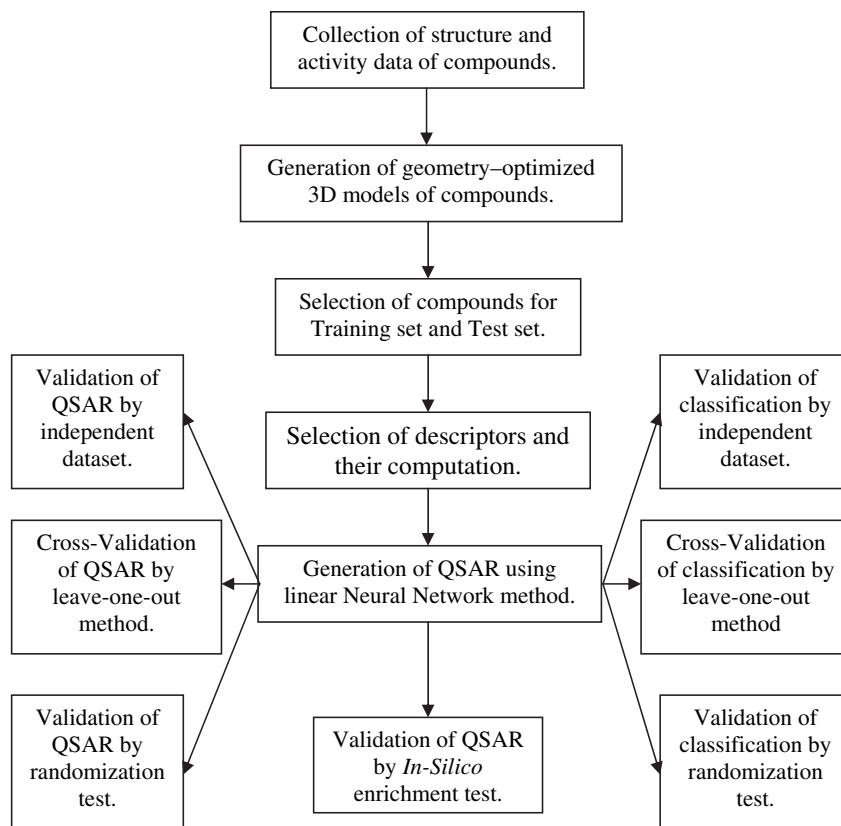 Collection of structure and
activity data of compounds.
Generation of geometry–optimized
3D models of compounds.
Selection of compounds for
Training set and Test set.
Validation of
QSAR by
independent
dataset.
Selection of descriptors and
their computation.
Validation of
classification by
independent
dataset.
Cross-Validation
of QSAR by
leave-one-out
method.
Generation of QSAR using
linear Neural Network method.
Cross-Validation
of classification by
leave-one-out
method
Validation of
QSAR by
randomization
test.
Validation of QSAR
by In-Silico
enrichment test.
Validation of
classification by
randomization
test.